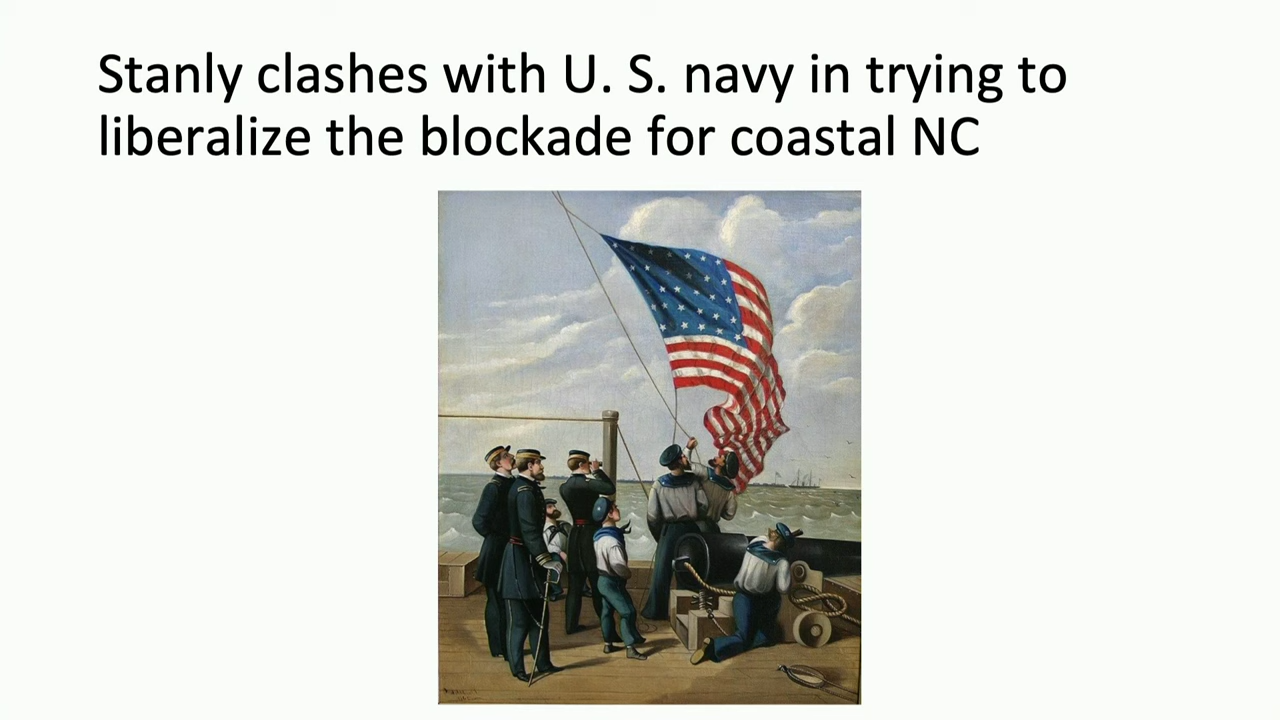 Stanly clashes with U. S. navy in trying to
liberalize the blockade for coastal NC